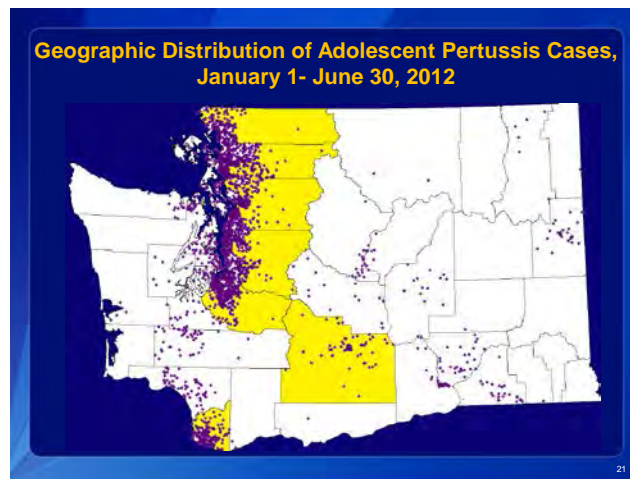 Geographic Distribution of Adolescent Pertussis Cases,
January 1- June 30, 2012
21